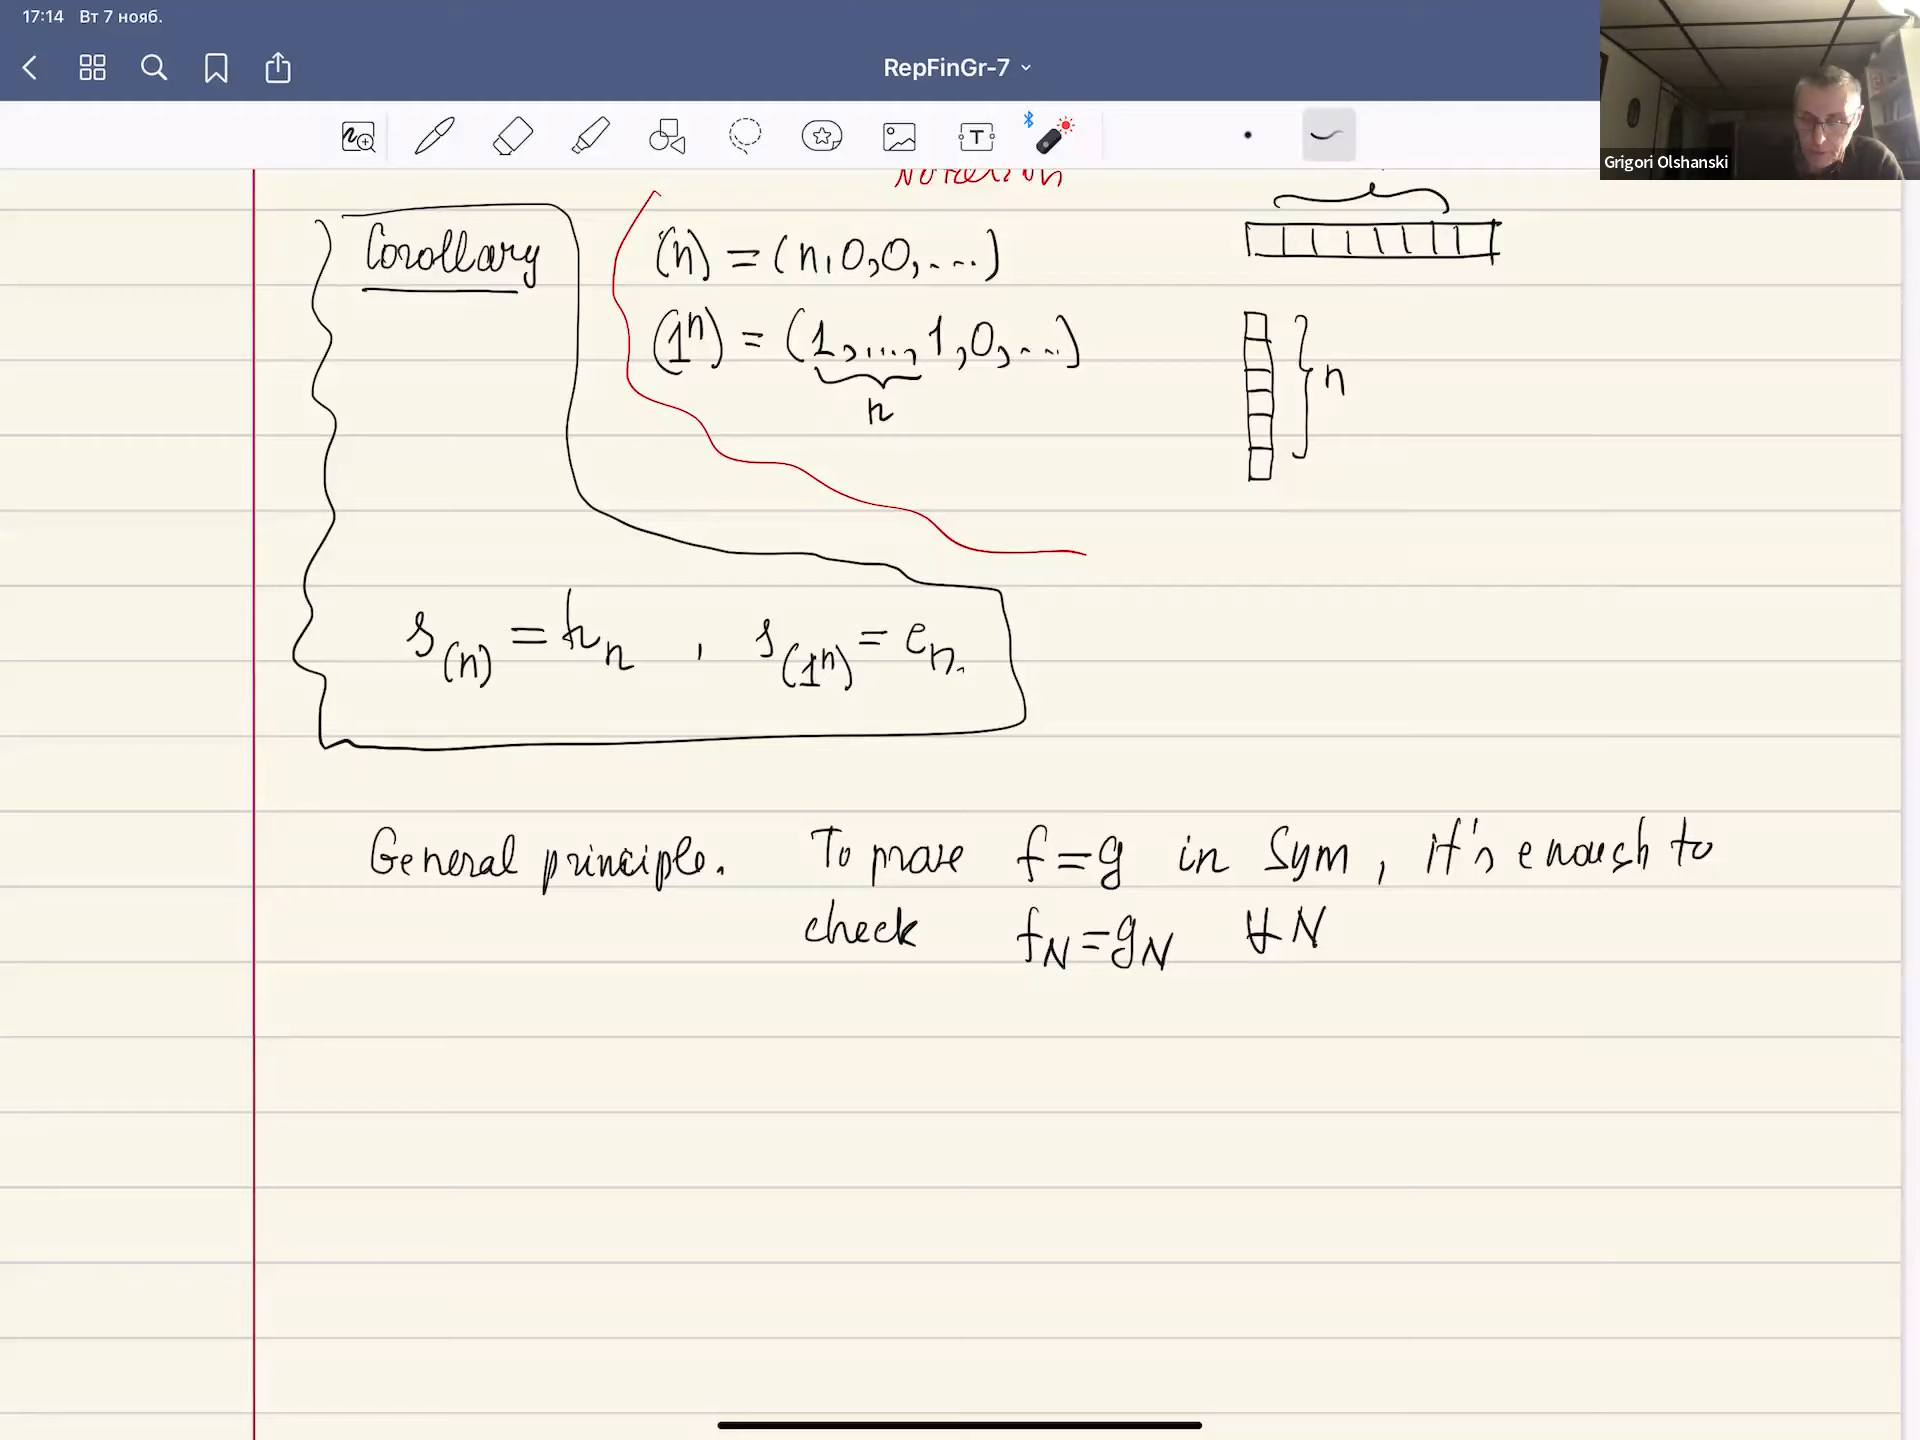 17:14 Вт 7 нояб.
RepFinGr-7
Grigori Olshanski
Notation
Corollary
(n) = (n,0,0,....)
(1^n) = (1,...,1,0,...)
n
n
s_(n) = h_n , s_(1^n) = e_n.
General principle. To prove f=g in Sym, it's enough to
check f_N=g_N ∀N